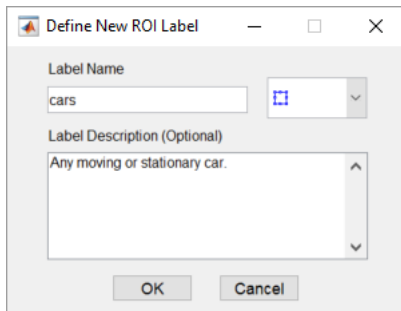 Define New ROI Label
Label Name
cars
Label Description (Optional)
Any moving or stationary car.
OK
Cancel